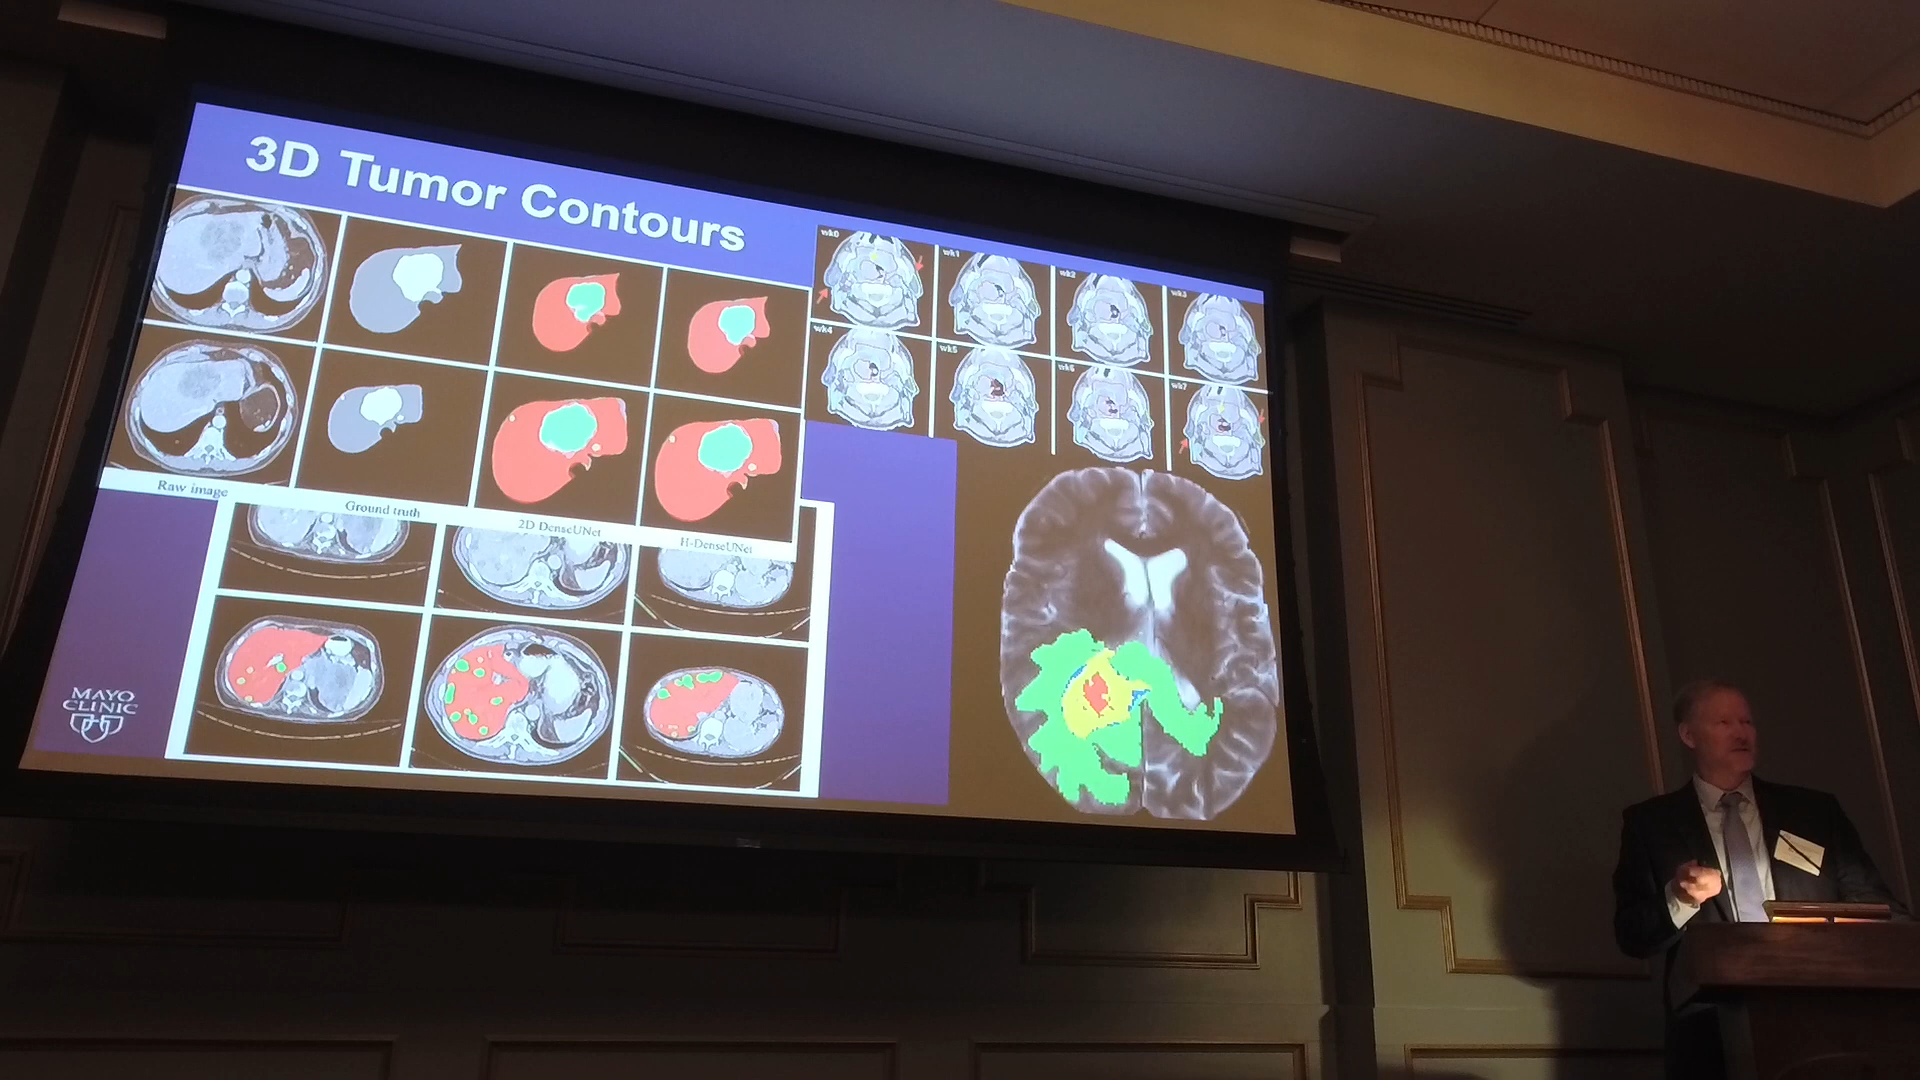 3D Tumor Contours
wk0
wk1
wk2
wk3
wk4
wk5
wk6
wk7
Raw image
Ground truth
2D DenseUNet
H-DenseUNet
MAYO
CLINIC